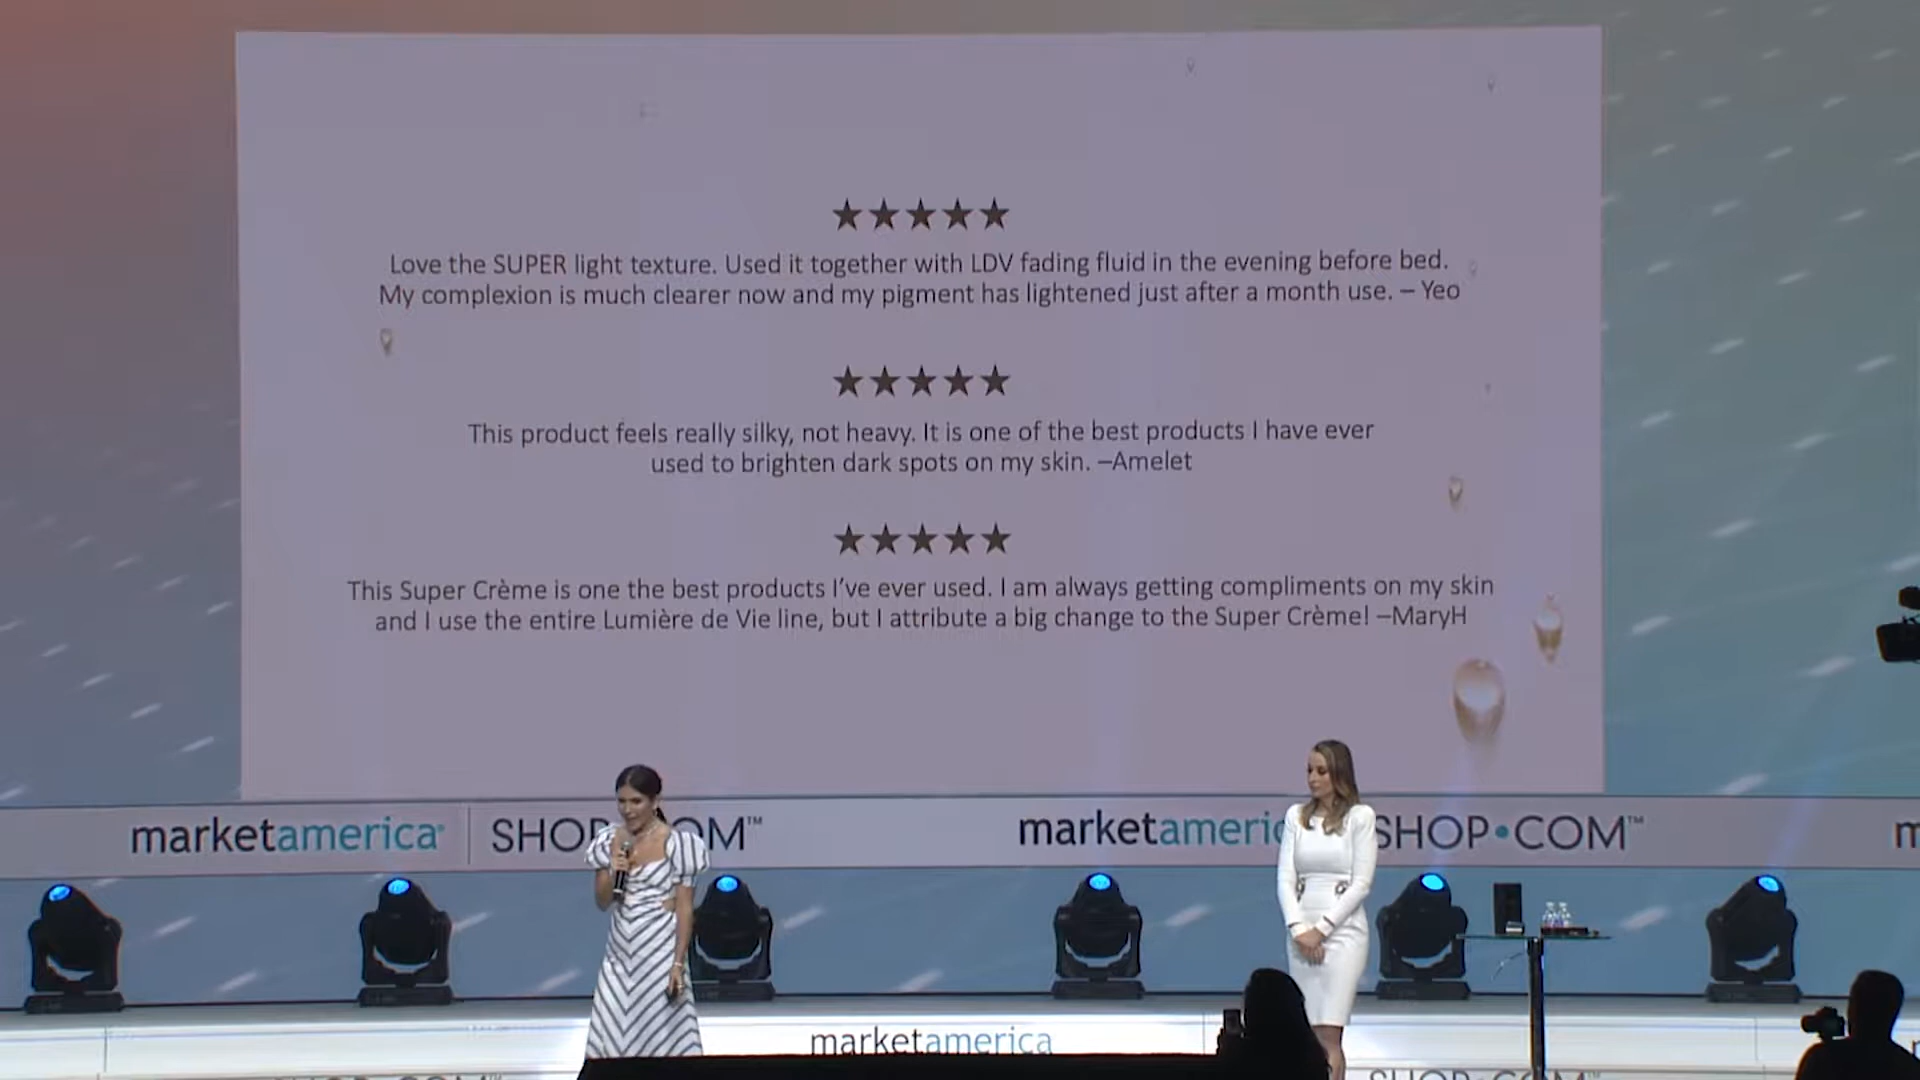 ★★★★★
Love the SUPER light texture. Used it together with LDV fading fluid in the evening before bed.
My complexion is much clearer now and my pigment has lightened just after a month use. – Yeo
★★★★★
This product feels really silky, not heavy. It is one of the best products I have ever
used to brighten dark spots on my skin. –Amelet
★★★★★
This Super Crème is one the best products I've ever used. I am always getting compliments on my skin
and I use the entire Lumière de Vie line, but I attribute a big change to the Super Crème! –MaryH
marketamerica SHOP COM™ marketameric SHOP•COM™ m
marketamerica
SHOP•COM